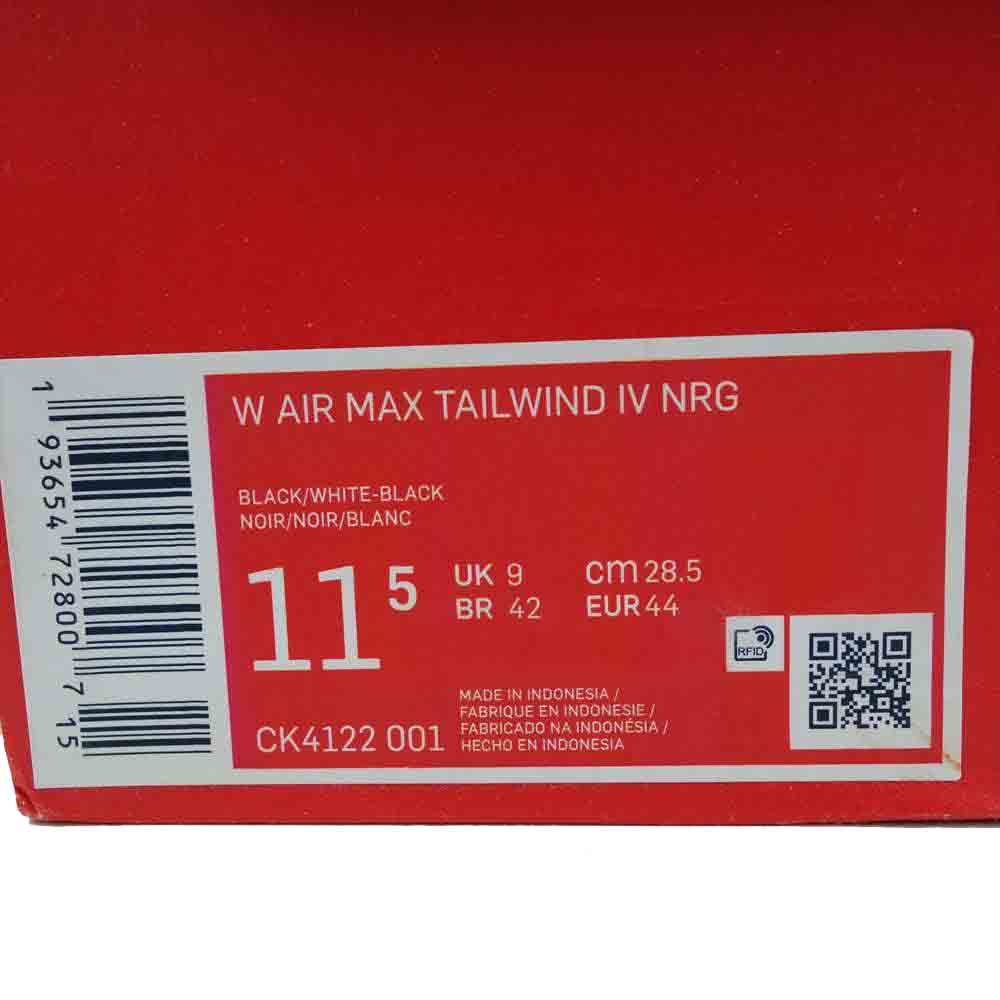 W AIR MAX TAILWIND IV NRG
BLACK/WHITE-BLACK
NOIR/NOIR/BLANC
11 5
UK 9 cm 28.5
BR 42 EUR 44
RFID
CK4122 001
MADE IN INDONESIA /
FABRIQUE EN INDONESIE /
FABRICADO NA INDONÉSIA /
HECHO EN INDONESIA
1 93654 72800 7 15